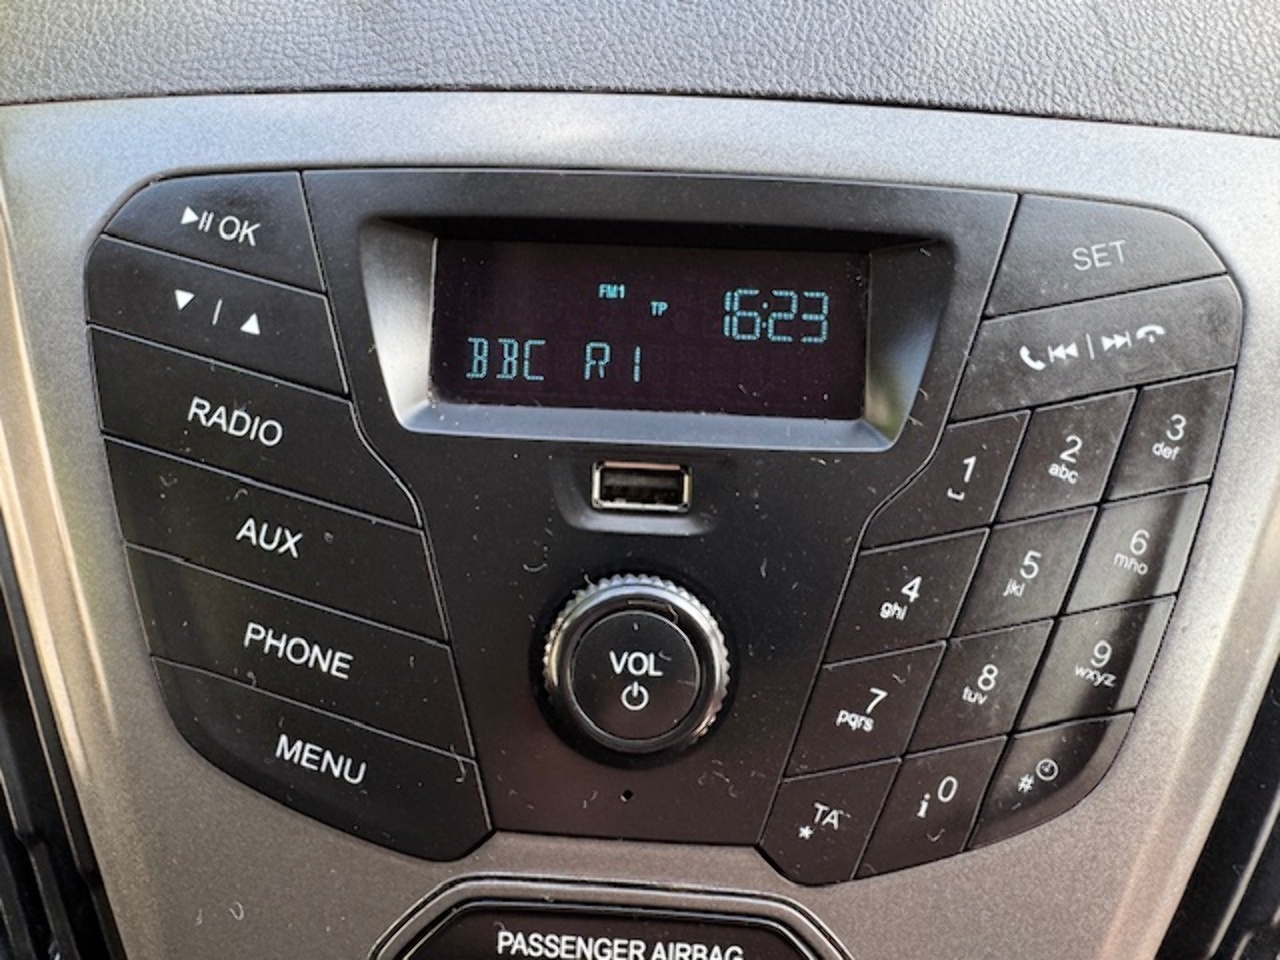 OK
SET
FM1
TP
16:23
BBC R1
RADIO
AUX
PHONE
MENU
VOL
1
2
abc
3
def
4
ghi
5
jkl
6
mno
7
pqrs
8
tuv
9
wxyz
TA
*
i 0
#
PASSENGER AIRBAG